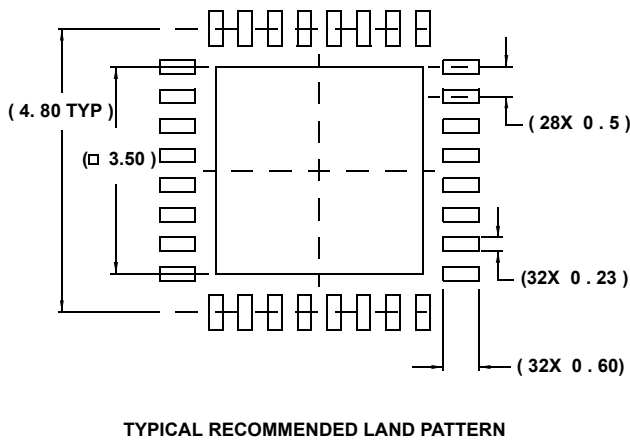 ( 4. 80 TYP )
( 28X 0 . 5 )
(□ 3.50 )
(32X 0 . 23 )
( 32X 0 . 60)
TYPICAL RECOMMENDED LAND PATTERN